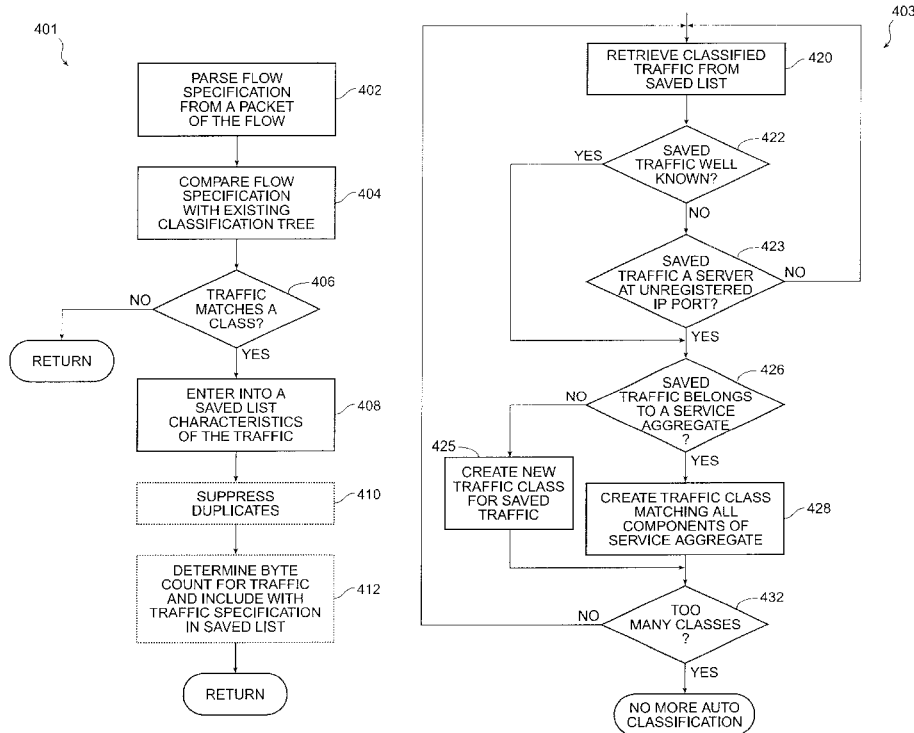 401
PARSE FLOW
SPECIFICATION
FROM A PACKET
OF THE FLOW
402
COMPARE FLOW
SPECIFICATION
WITH EXISTING
CLASSIFICATION TREE
404
TRAFFIC
MATCHES A
CLASS?
406
NO
YES
RETURN
ENTER INTO A
SAVED LIST
CHARACTERISTICS
OF THE TRAFFIC
408
SUPPRESS
DUPLICATES
410
DETERMINE BYTE
COUNT FOR TRAFFIC
AND INCLUDE WITH
TRAFFIC SPECIFICATION
IN SAVED LIST
412
RETURN
403
RETRIEVE CLASSIFIED
TRAFFIC FROM
SAVED LIST
420
SAVED
TRAFFIC WELL
KNOWN?
422
YES
NO
SAVED
TRAFFIC A SERVER
AT UNREGISTERED
IP PORT?
423
NO
YES
SAVED
TRAFFIC BELONGS
TO A SERVICE
AGGREGATE
?
426
NO
YES
425
CREATE NEW
TRAFFIC CLASS
FOR SAVED
TRAFFIC
CREATE TRAFFIC CLASS
MATCHING ALL
COMPONENTS OF
SERVICE AGGREGATE
428
TOO
MANY CLASSES
?
432
NO
YES
NO MORE AUTO
CLASSIFICATION